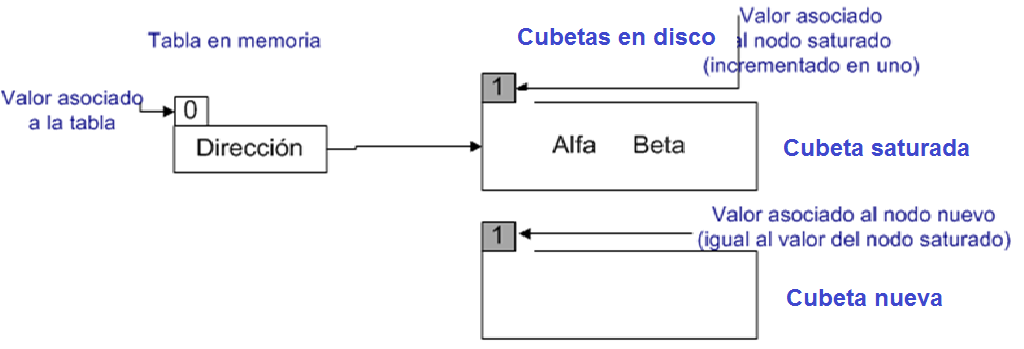 Tabla en memoria
Cubetas en disco
Valor asociado
al nodo saturado
(incrementado en uno)
Valor asociado
a la tabla
0
Dirección
1
Alfa Beta
Cubeta saturada
1
Valor asociado al nodo nuevo
(igual al valor del nodo saturado)
Cubeta nueva